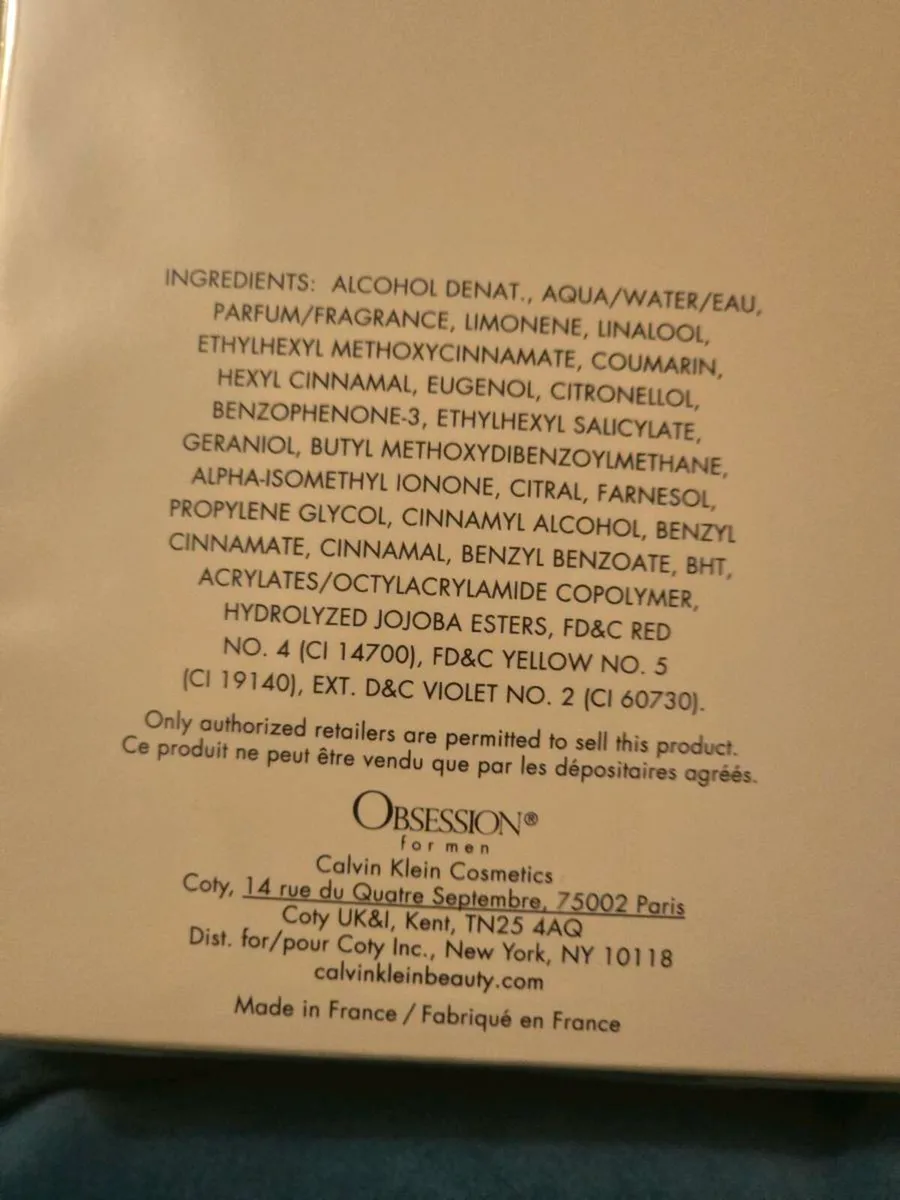 INGREDIENTS: ALCOHOL DENAT., AQUA/WATER/EAU,
PARFUM/FRAGRANCE, LIMONENE, LINALOOL,
ETHYLHEXYL METHOXYCINNAMATE, COUMARIN,
HEXYL CINNAMAL, EUGENOL, CITRONELLOL,
BENZOPHENONE-3, ETHYLHEXYL SALICYLATE,
GERANIOL, BUTYL METHOXYDIBENZOYLMETHANE,
ALPHA-ISOMETHYL IONONE, CITRAL, FARNESOL,
PROPYLENE GLYCOL, CINNAMYL ALCOHOL, BENZYL
CINNAMATE, CINNAMAL, BENZYL BENZOATE, BHT,
ACRYLATES/OCTYLACRYLAMIDE COPOLYMER,
HYDROLYZED JOJOBA ESTERS, FD&C RED
NO. 4 (CI 14700), FD&C YELLOW NO. 5
(CI 19140), EXT. D&C VIOLET NO. 2 (CI 60730).
Only authorized retailers are permitted to sell this product.
Ce produit ne peut être vendu que par les dépositaires agréés.
OBSESSION®
for men
Calvin Klein Cosmetics
Coty, 14 rue du Quatre Septembre, 75002 Paris
Coty UK&I, Kent, TN25 4AQ
Dist. for/pour Coty Inc., New York, NY 10118
calvinkleinbeauty.com
Made in France / Fabriqué en France